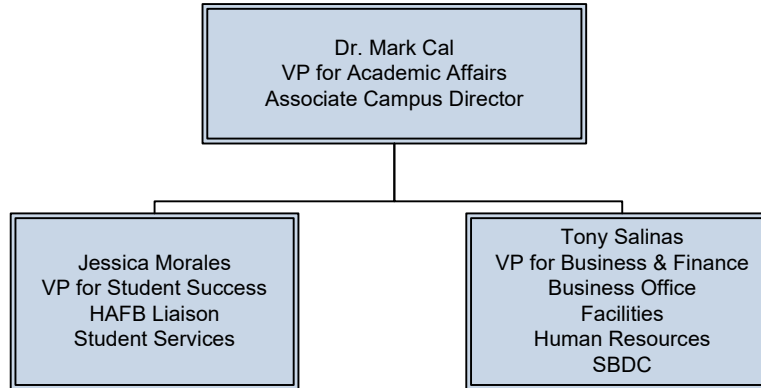 Dr. Mark Cal
VP for Academic Affairs
Associate Campus Director
Jessica Morales
VP for Student Success
HAFB Liaison
Student Services
Tony Salinas
VP for Business & Finance
Business Office
Facilities
Human Resources
SBDC